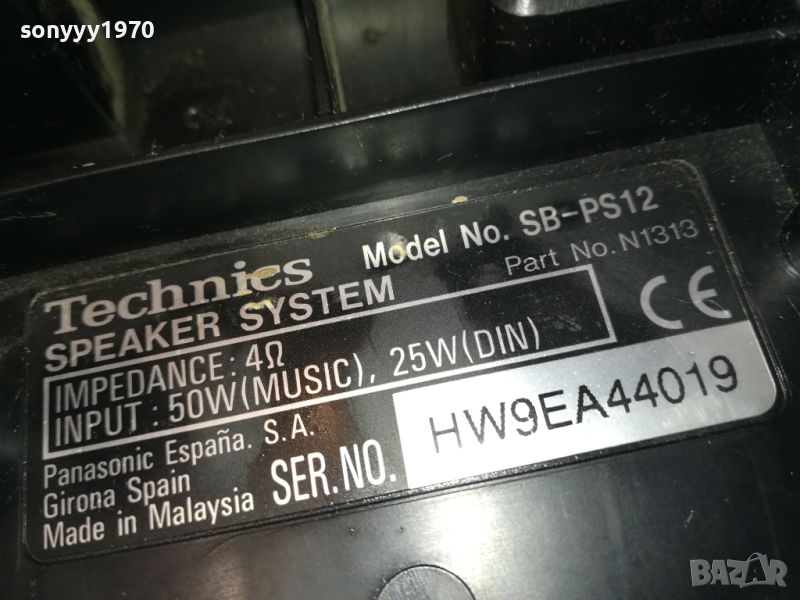 sonyyy1970
Technics
Model No. SB-PS12
SPEAKER SYSTEM
Part No. N1313
IMPEDANCE: 4Ω
INPUT : 50W(MUSIC), 25W(DIN)
CE
Panasonic España. S.A.
Girona Spain
Made in Malaysia
SER.NO. HW9EA44019
BAZAR